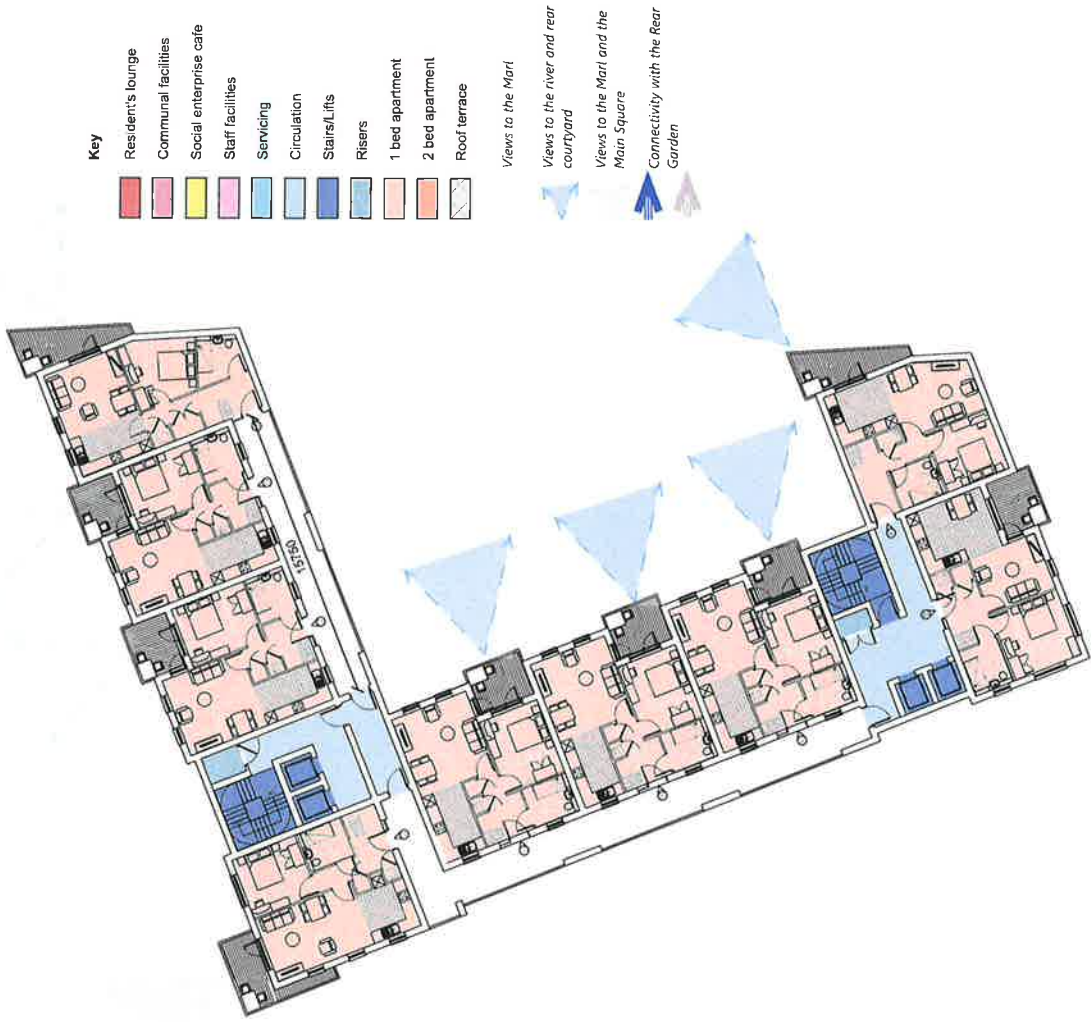 Key
Resident's lounge
Communal facilities
Social enterprise cafe
Staff facilities
Servicing
Circulation
Stairs/Lifts
Risers
1 bed apartment
2 bed apartment
Roof terrace
Views to the Marl
Views to the river and rear
courtyard
Views to the Marl and the
Main Square
Connectivity with the Rear
Garden
15750